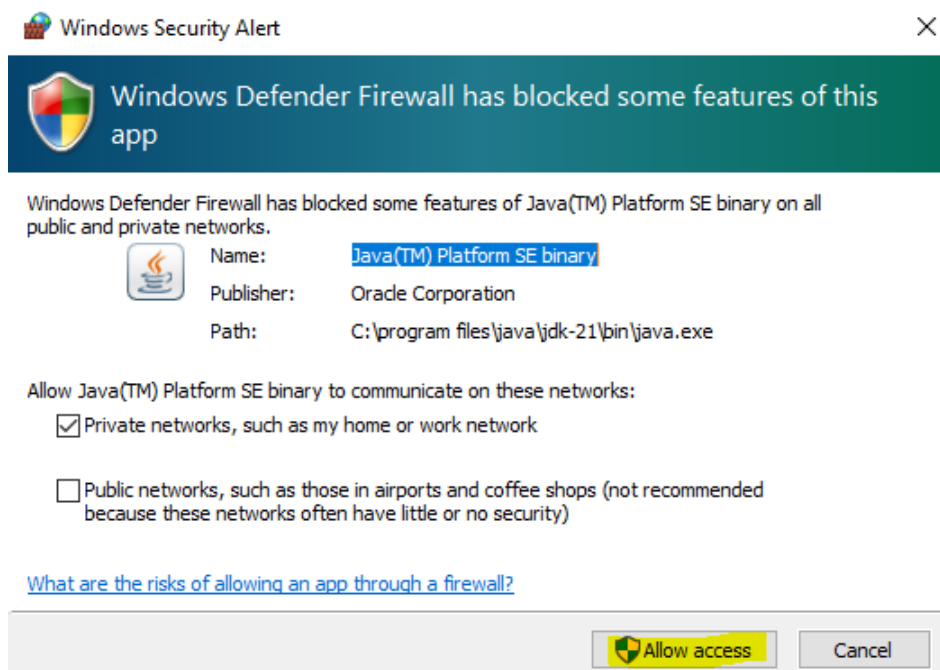 Windows Security Alert
Windows Defender Firewall has blocked some features of this
app
Windows Defender Firewall has blocked some features of Java(TM) Platform SE binary on all
public and private networks.
Name: Java(TM) Platform SE binary
Publisher: Oracle Corporation
Path: C:\program files\java\jdk-21\bin\java.exe
Allow Java(TM) Platform SE binary to communicate on these networks:
Private networks, such as my home or work network
Public networks, such as those in airports and coffee shops (not recommended
because these networks often have little or no security)
What are the risks of allowing an app through a firewall?
Allow access Cancel